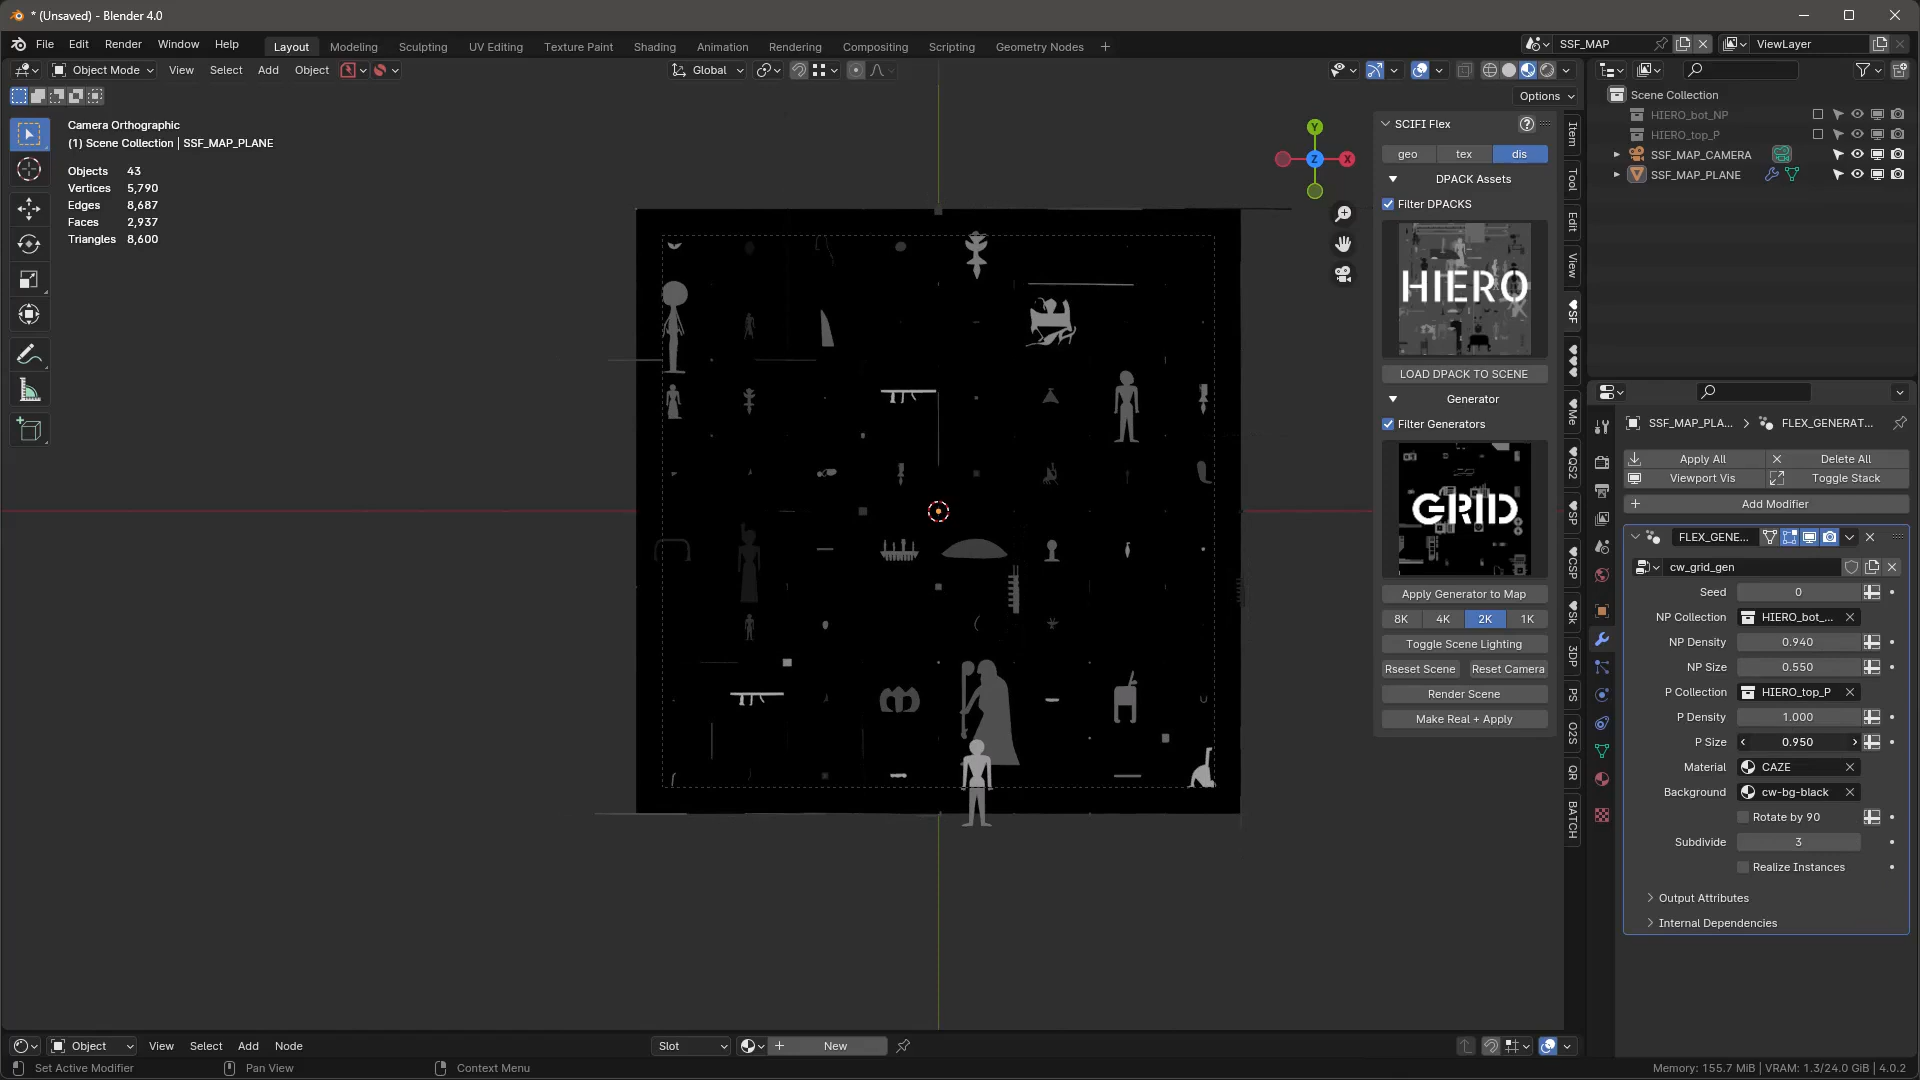 * (Unsaved) - Blender 4.0
File Edit Render Window Help
Layout Modeling Sculpting UV Editing Texture Paint Shading Animation Rendering Compositing Scripting Geometry Nodes
SSF_MAP
ViewLayer
Object Mode View Select Add Object
Global
Options
Camera Orthographic
(1) Scene Collection | SSF_MAP_PLANE
Objects 43
Vertices 5,790
Edges 8,687
Faces 2,937
Triangles 8,600
Y
Z
X
SCIFI Flex
geo tex dis
DPACK Assets
Filter DPACKS
HIERO
LOAD DPACK TO SCENE
Generator
Filter Generators
GRID
Apply Generator to Map
8K 4K 2K 1K
Toggle Scene Lighting
Rseset Scene Reset Camera
Render Scene
Make Real + Apply
Item
Tool
Edit
View
♥SF
♥♥♥
♥Me
♥QS2
♥SP
♥CSP
♥Sk
3DP
PS
O2S
QR
BATCH
Scene Collection
HIERO_bot_NP
HIERO_top_P
SSF_MAP_CAMERA
SSF_MAP_PLANE
SSF_MAP_PLA... > FLEX_GENERAT...
Apply All Delete All
Viewport Vis Toggle Stack
Add Modifier
FLEX_GENE...
cw_grid_gen
Seed 0
NP Collection HIERO_bot_...
NP Density 0.940
NP Size 0.550
P Collection HIERO_top_P
P Density 1.000
P Size 0.950
Material CAZE
Background cw-bg-black
Rotate by 90
Subdivide 3
Realize Instances
Output Attributes
Internal Dependencies
Object View Select Add Node
Slot
New
Set Active Modifier
Pan View
Context Menu
Memory: 155.7 MiB | VRAM: 1.3/24.0 GiB | 4.0.2